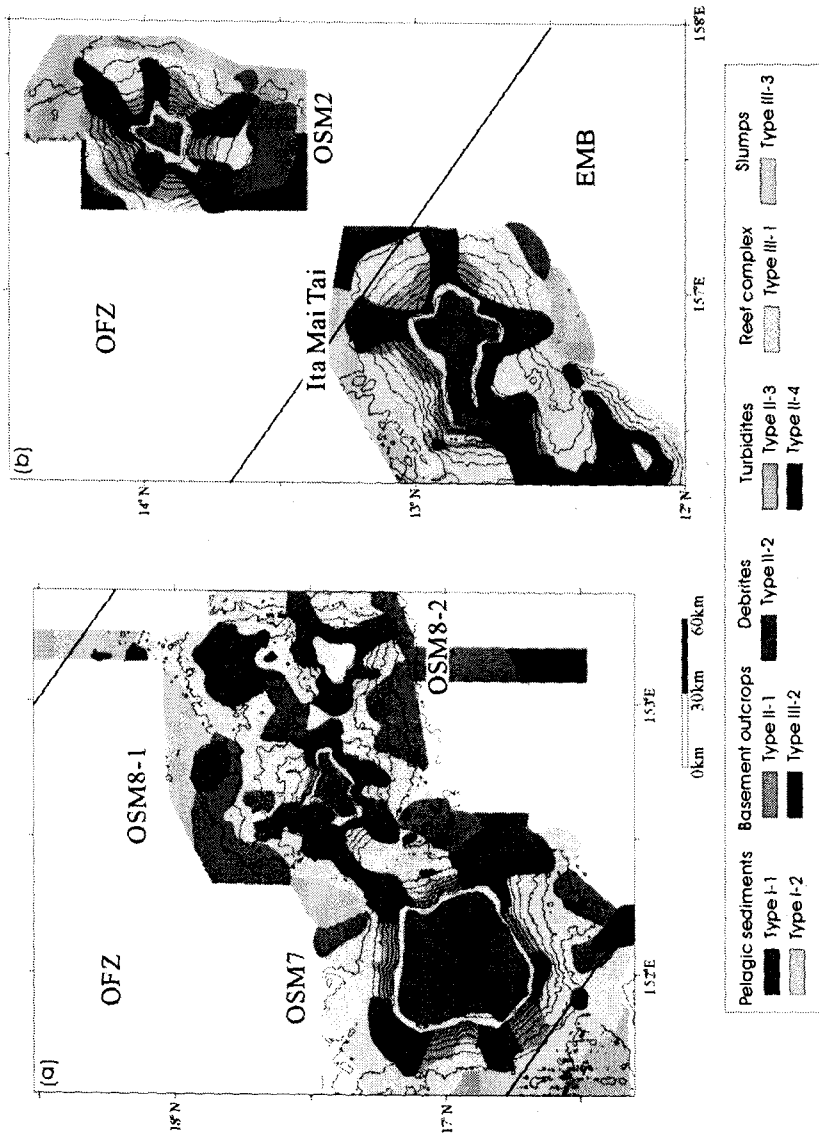 (a)
OFZ
OSM7
OSM8-1
OSM8-2
18°N
17°N
152°E
153°E
0km 30km 60km
(b)
OFZ
Ita Mai Tai
OSM2
EMB
14°N
13°N
12°N
157°E
158°E
Pelagic sediments
Type I-1
Type I-2
Basement outcrops
Type II-1
Type III-2
Debrites
Type II-2
Turbidites
Type II-3
Type II-4
Reef complex
Type III-1
Slumps
Type III-3